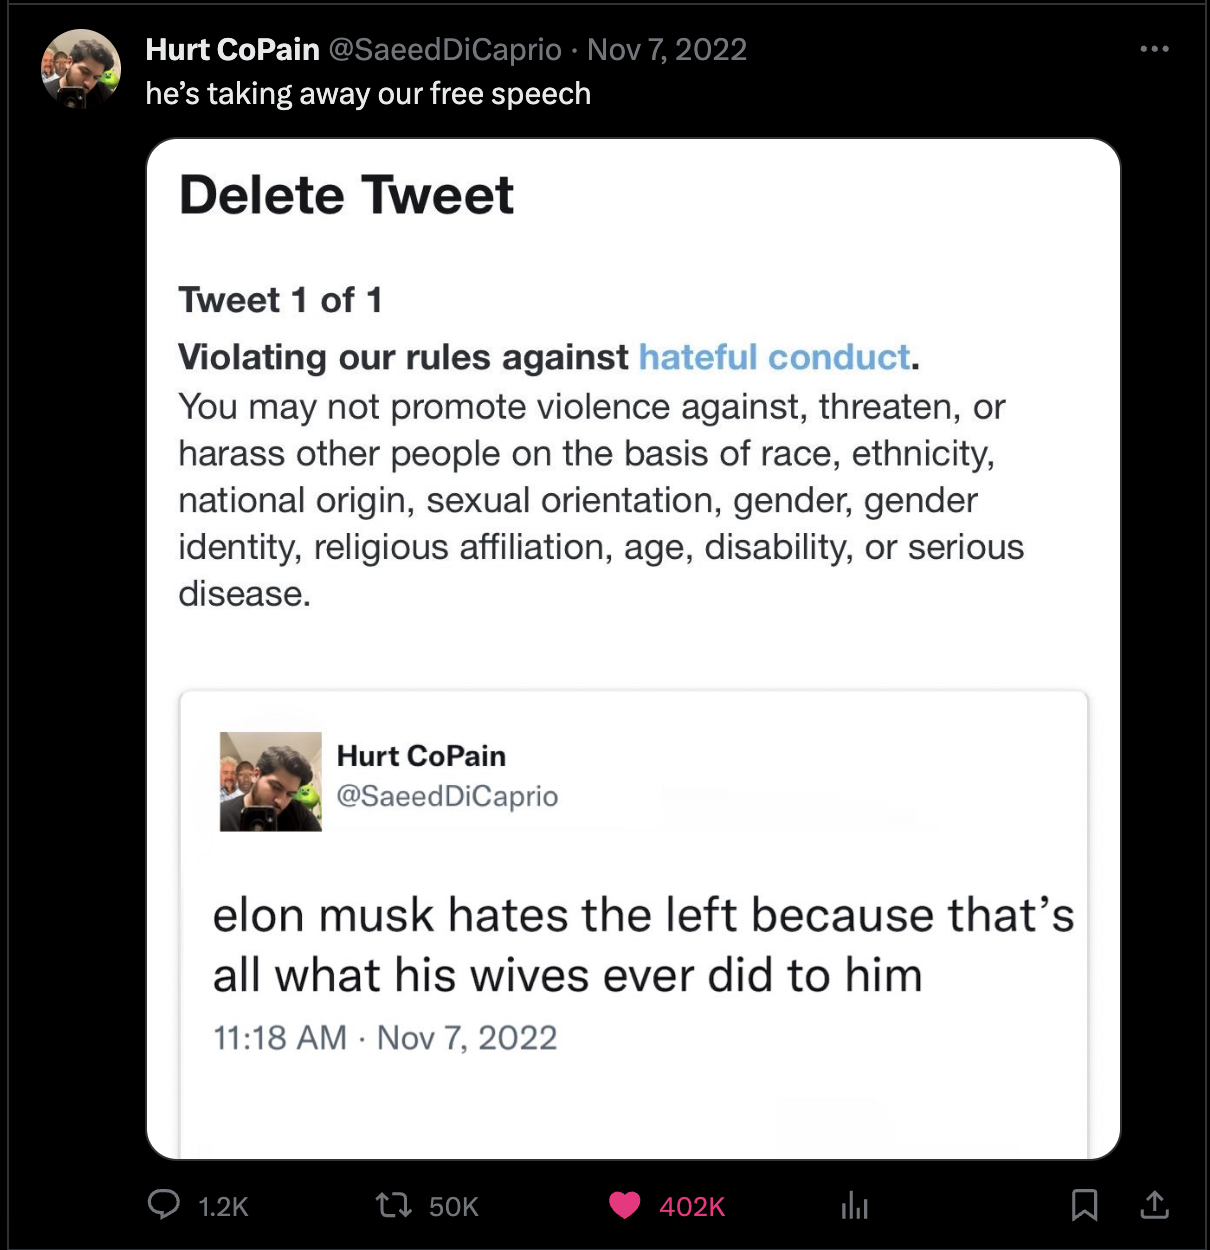 Hurt CoPain @SaeedDiCaprio · Nov 7, 2022
he’s taking away our free speech
Delete Tweet
Tweet 1 of 1
Violating our rules against hateful conduct.
You may not promote violence against, threaten, or
harass other people on the basis of race, ethnicity,
national origin, sexual orientation, gender, gender
identity, religious affiliation, age, disability, or serious
disease.
Hurt CoPain
@SaeedDiCaprio
elon musk hates the left because that’s
all what his wives ever did to him
11:18 AM · Nov 7, 2022
1.2K 50K 402K